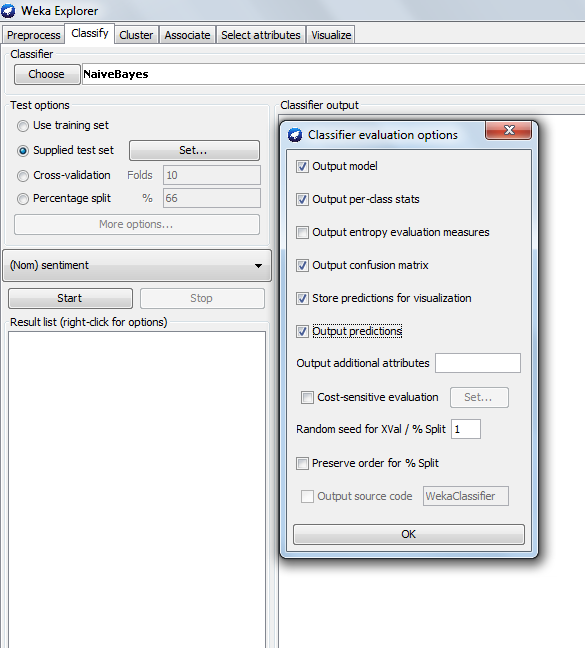 Weka Explorer
Preprocess Classify Cluster Associate Select attributes Visualize
Classifier
Choose NaiveBayes
Test options
Use training set
Supplied test set Set...
Cross-validation Folds 10
Percentage split % 66
More options...
(Nom) sentiment
Start Stop
Result list (right-click for options)
Classifier output
Classifier evaluation options
Output model
Output per-class stats
Output entropy evaluation measures
Output confusion matrix
Store predictions for visualization
Output predictions
Output additional attributes
Cost-sensitive evaluation Set...
Random seed for XVal / % Split 1
Preserve order for % Split
Output source code WekaClassifier
OK